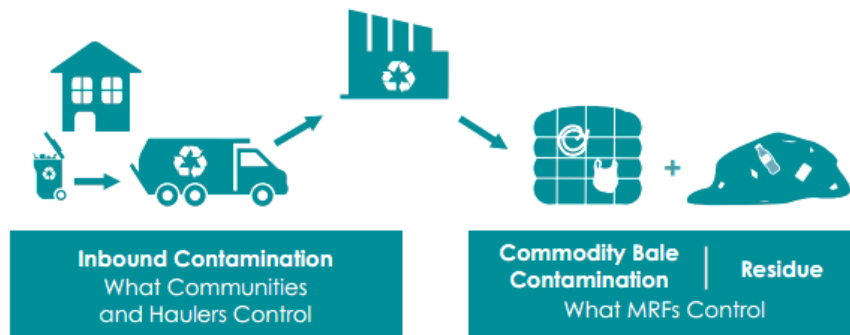 Inbound Contamination
What Communities
and Haulers Control
Commodity Bale
Contamination
Residue
What MRFs Control